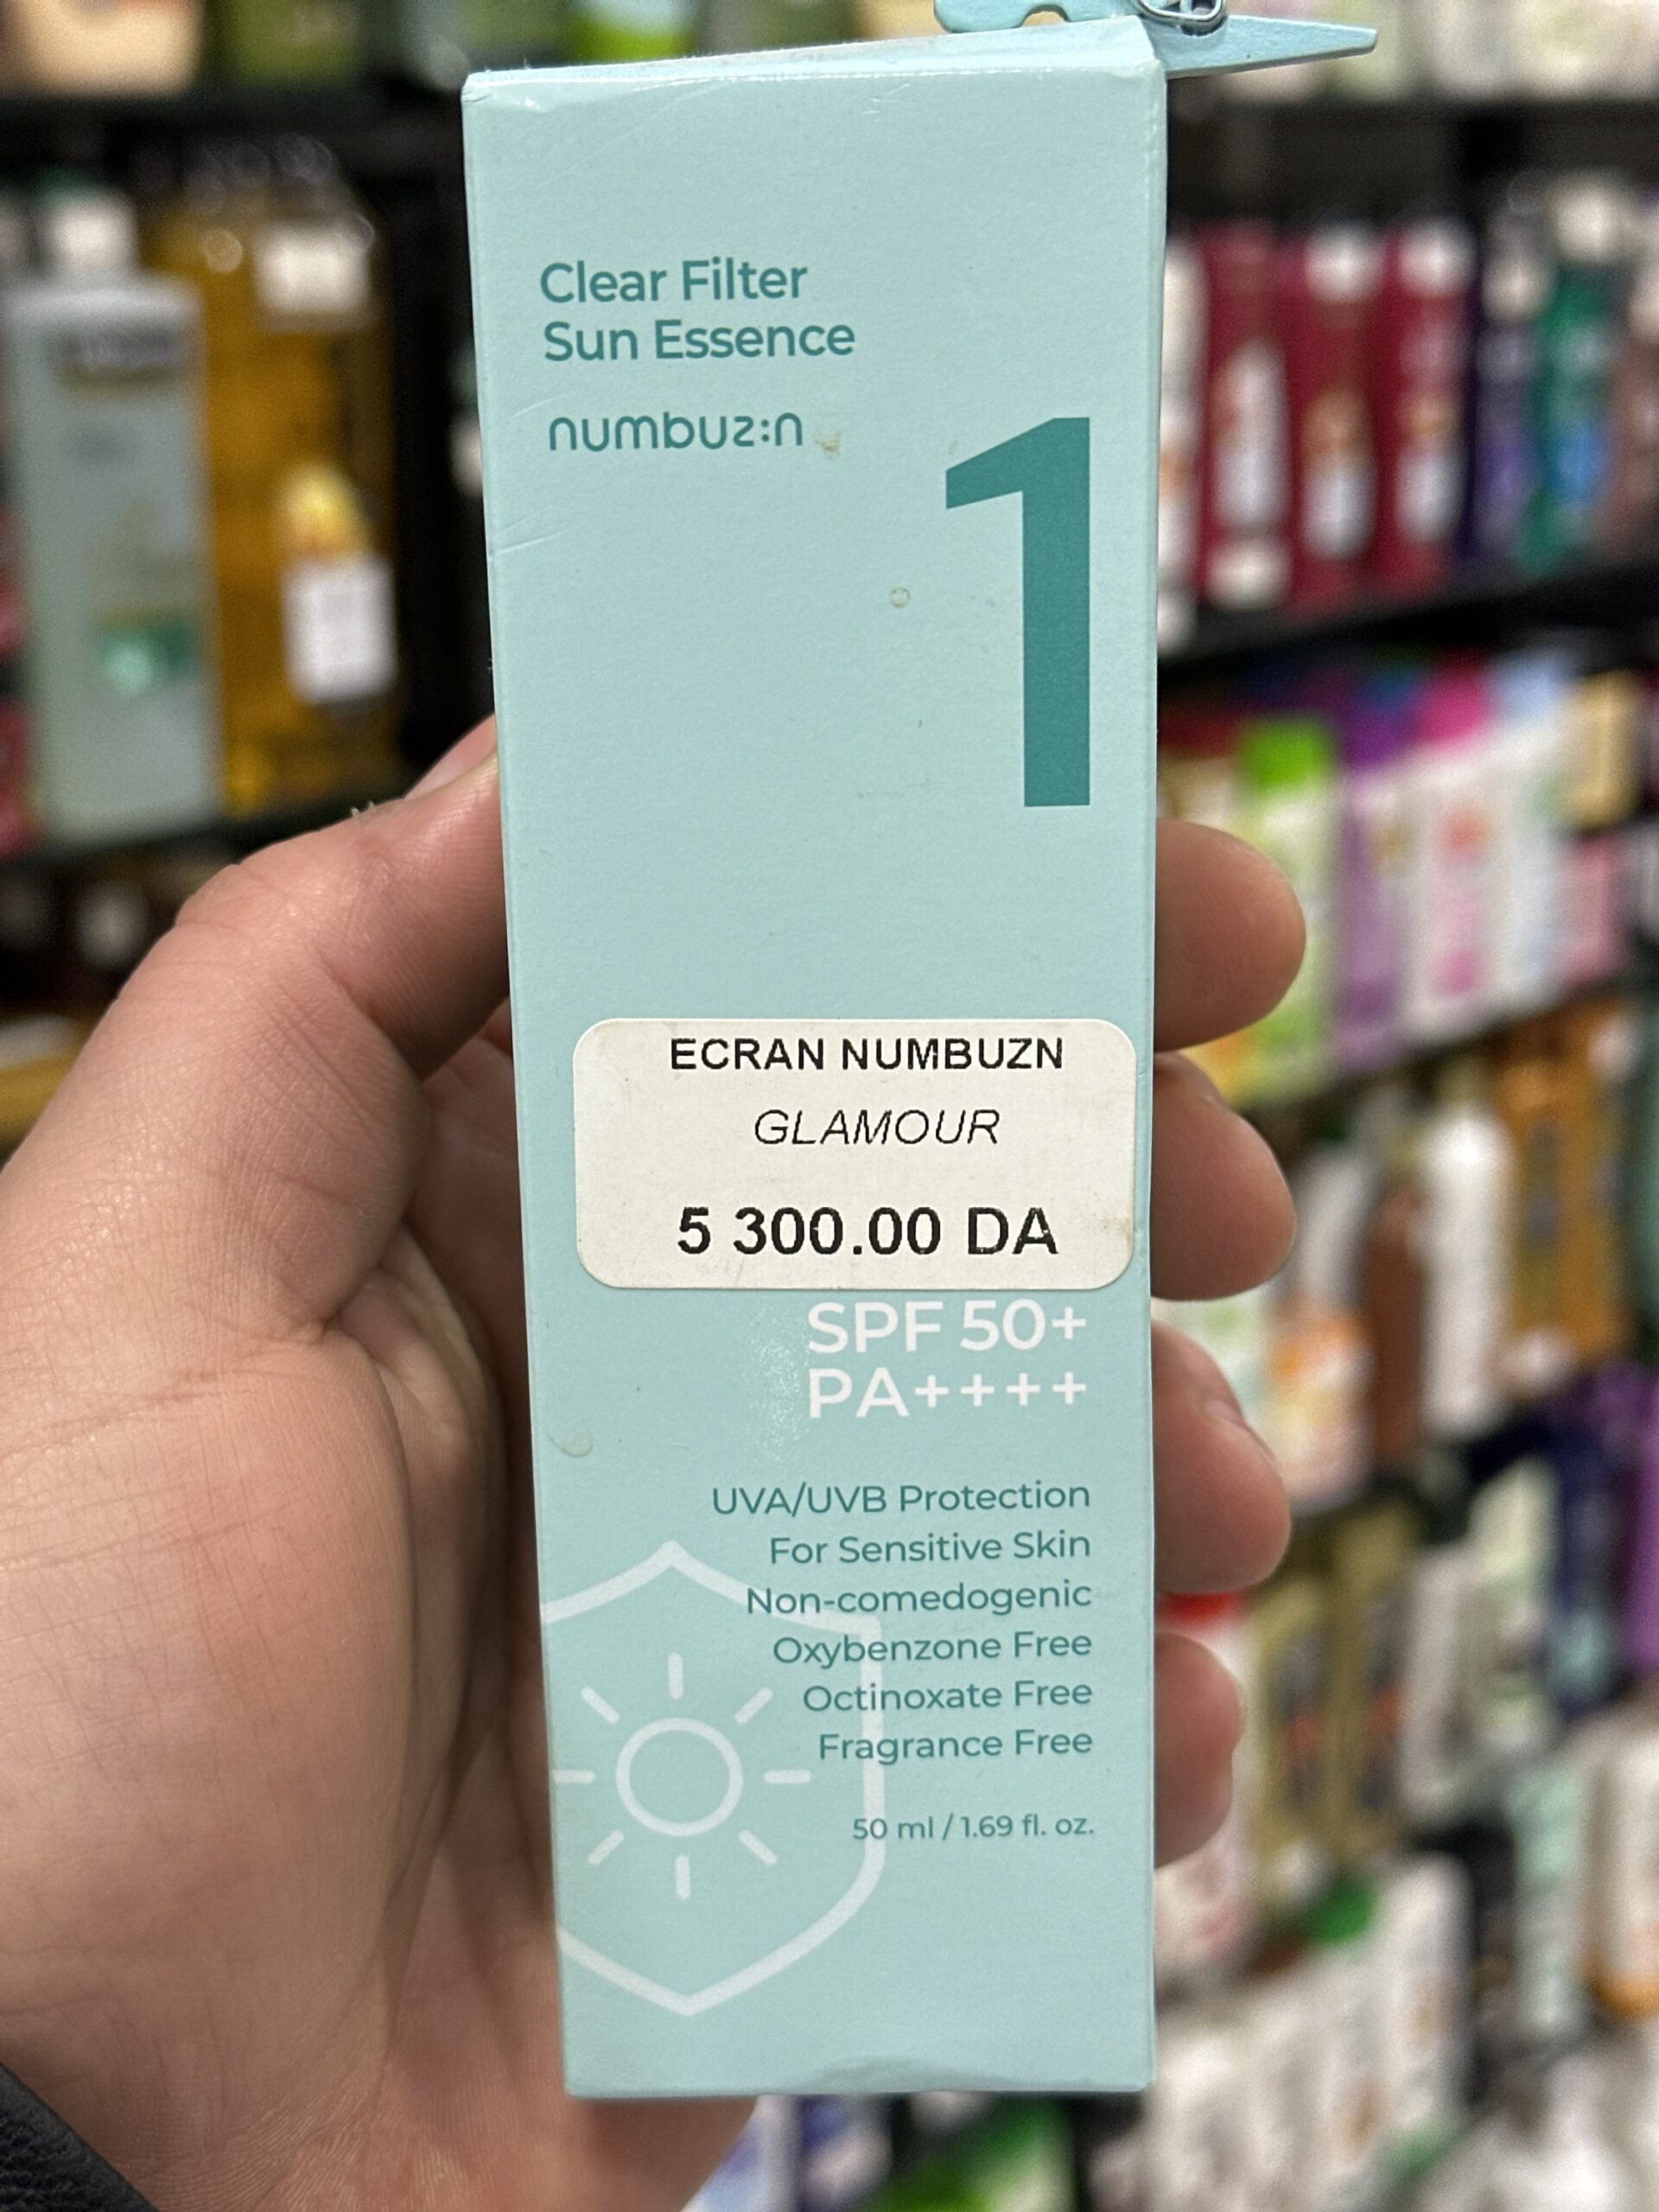 Clear Filter
Sun Essence
numbuz:n
1
ECRAN NUMBUZN
GLAMOUR
5 300.00 DA
SPF 50+
PA++++
UVA/UVB Protection
For Sensitive Skin
Non-comedogenic
Oxybenzone Free
Octinoxate Free
Fragrance Free
50 ml / 1.69 fl. oz.